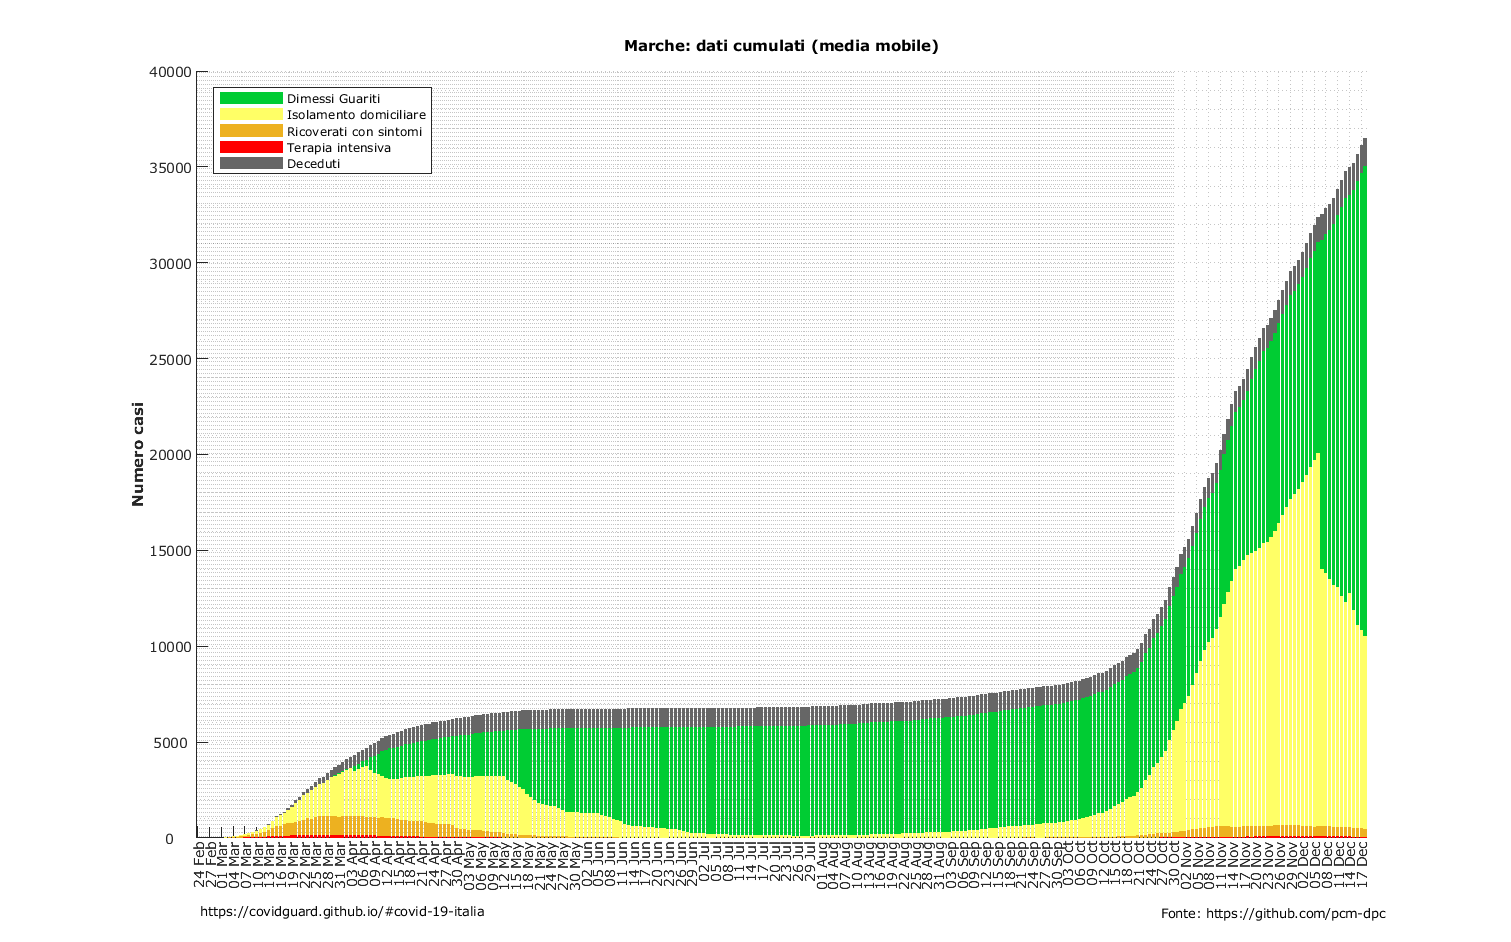 Marche: dati cumulati (media mobile)
40000
35000
30000
25000
20000
15000
10000
5000
0
Numero casi
Dimessi Guariti
Isolamento domiciliare
Ricoverati con sintomi
Terapia intensiva
Deceduti
24 Feb
27 Feb
01 Mar
04 Mar
07 Mar
10 Mar
13 Mar
16 Mar
19 Mar
22 Mar
25 Mar
28 Mar
31 Mar
03 Apr
06 Apr
09 Apr
12 Apr
15 Apr
18 Apr
21 Apr
24 Apr
27 Apr
30 Apr
03 May
06 May
09 May
12 May
15 May
18 May
21 May
24 May
27 May
30 May
02 Jun
05 Jun
08 Jun
11 Jun
14 Jun
17 Jun
20 Jun
23 Jun
26 Jun
29 Jun
02 Jul
05 Jul
08 Jul
11 Jul
14 Jul
17 Jul
20 Jul
23 Jul
26 Jul
29 Jul
01 Aug
04 Aug
07 Aug
10 Aug
13 Aug
16 Aug
19 Aug
22 Aug
25 Aug
28 Aug
31 Aug
03 Sep
06 Sep
09 Sep
12 Sep
15 Sep
18 Sep
21 Sep
24 Sep
27 Sep
30 Sep
03 Oct
06 Oct
09 Oct
12 Oct
15 Oct
18 Oct
21 Oct
24 Oct
27 Oct
30 Oct
02 Nov
05 Nov
08 Nov
11 Nov
14 Nov
17 Nov
20 Nov
23 Nov
26 Nov
29 Nov
02 Dec
05 Dec
08 Dec
11 Dec
14 Dec
17 Dec
https://covidguard.github.io/#covid-19-italia
Fonte: https://github.com/pcm-dpc